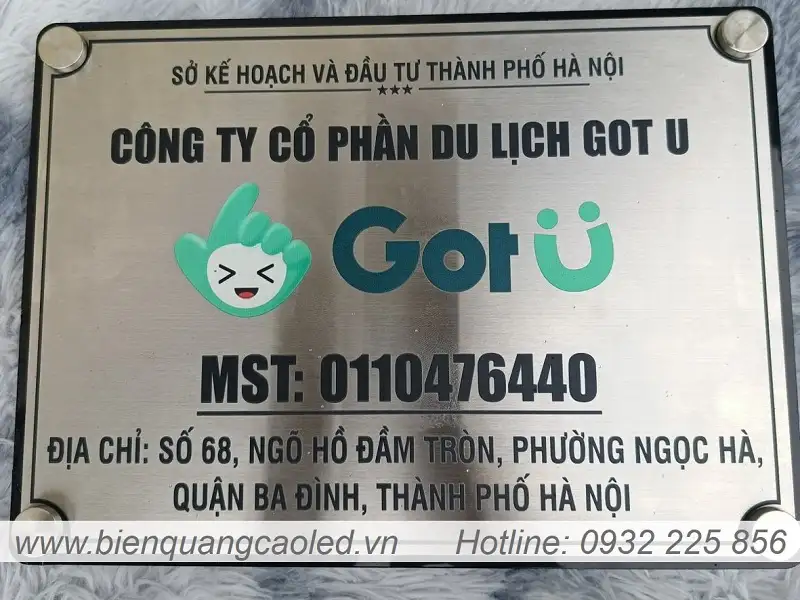 SỞ KẾ HOẠCH VÀ ĐẦU TƯ THÀNH PHỐ HÀ NỘI
★★★
CÔNG TY CỔ PHẦN DU LỊCH GOT U
Got Ü
MST: 0110476440
ĐỊA CHỈ: SỐ 68, NGÕ HỒ ĐẦM TRÒN, PHƯỜNG NGỌC HÀ,
QUẬN BA ĐÌNH, THÀNH PHỐ HÀ NỘI
www.bienquangcaoled.vn Hotline: 0932 225 856